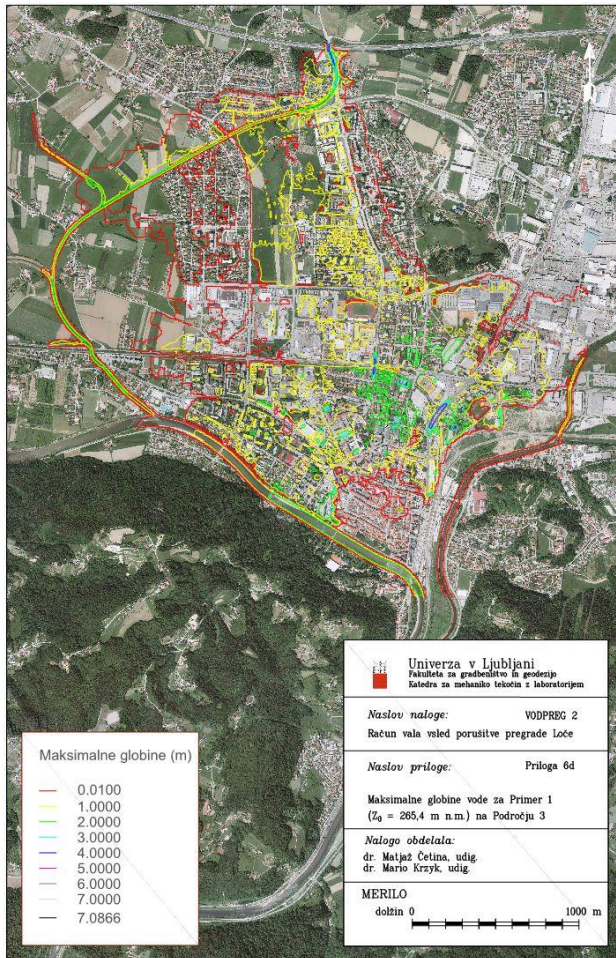 Maksimalne globine (m)
0.0100
1.0000
2.0000
3.0000
4.0000
5.0000
6.0000
7.0000
7.0866
Univerza v Ljubljani
Fakulteta za gradbeništvo in geodezijo
Katedra za mehaniko tekočin z laboratorijem
Naslov naloge: VODPREG 2
Račun vala vsled porušitve pregrade Loče
Naslov priloge: Priloga 6d
Maksimalne globine vode za Primer 1
(Z₀ = 265,4 m n.m.) na Področju 3
Nalogo obdelala:
dr. Matjaž Četina, udig.
dr. Mario Krzyk, udig.
MERILO
dolžin 0 1000 m